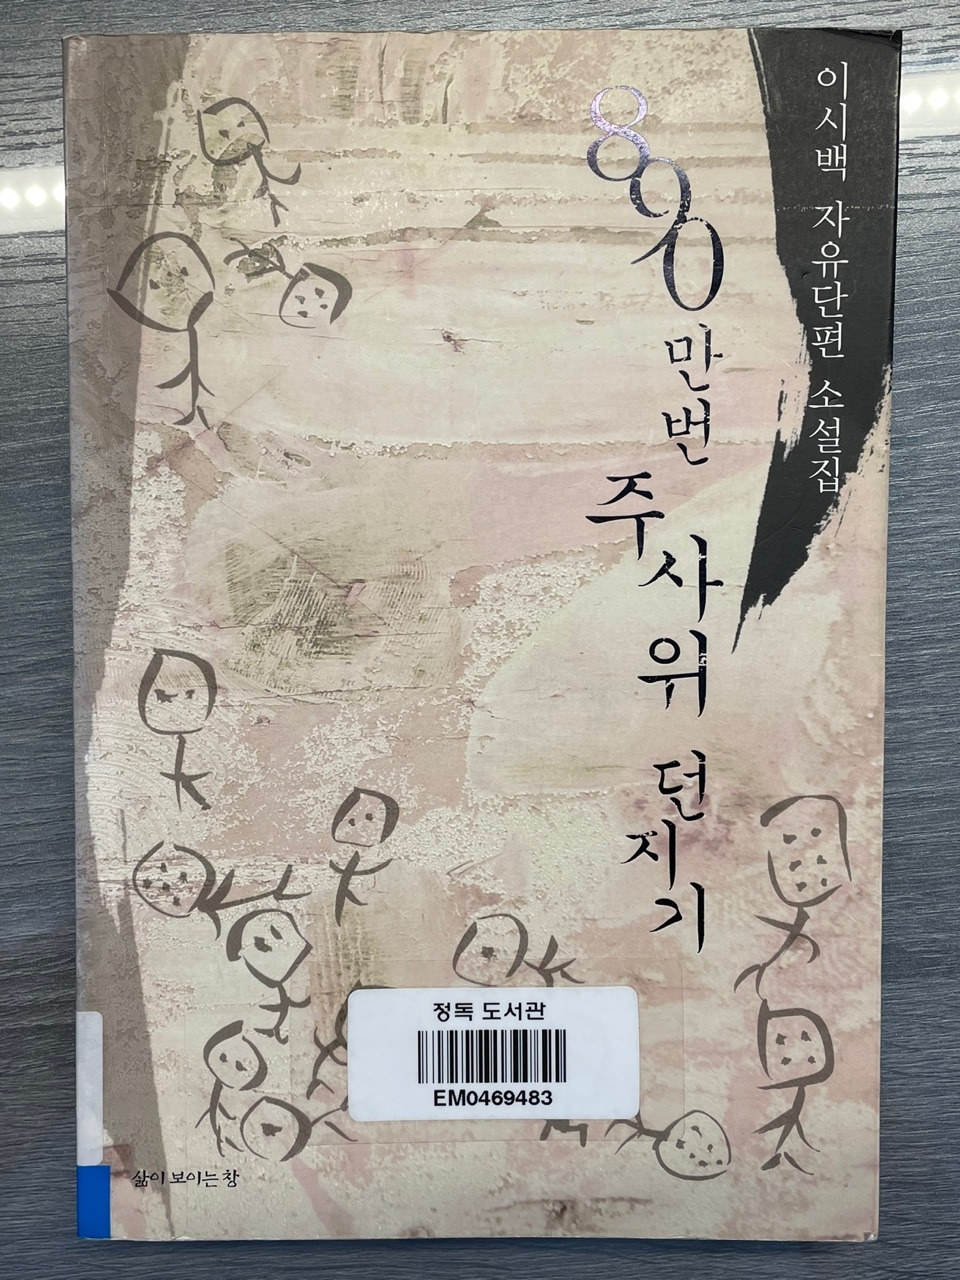 이시백 자유단편 소설집
890만번
주사위
던지기
정독 도서관
EM0469483
삶이 보이는 창